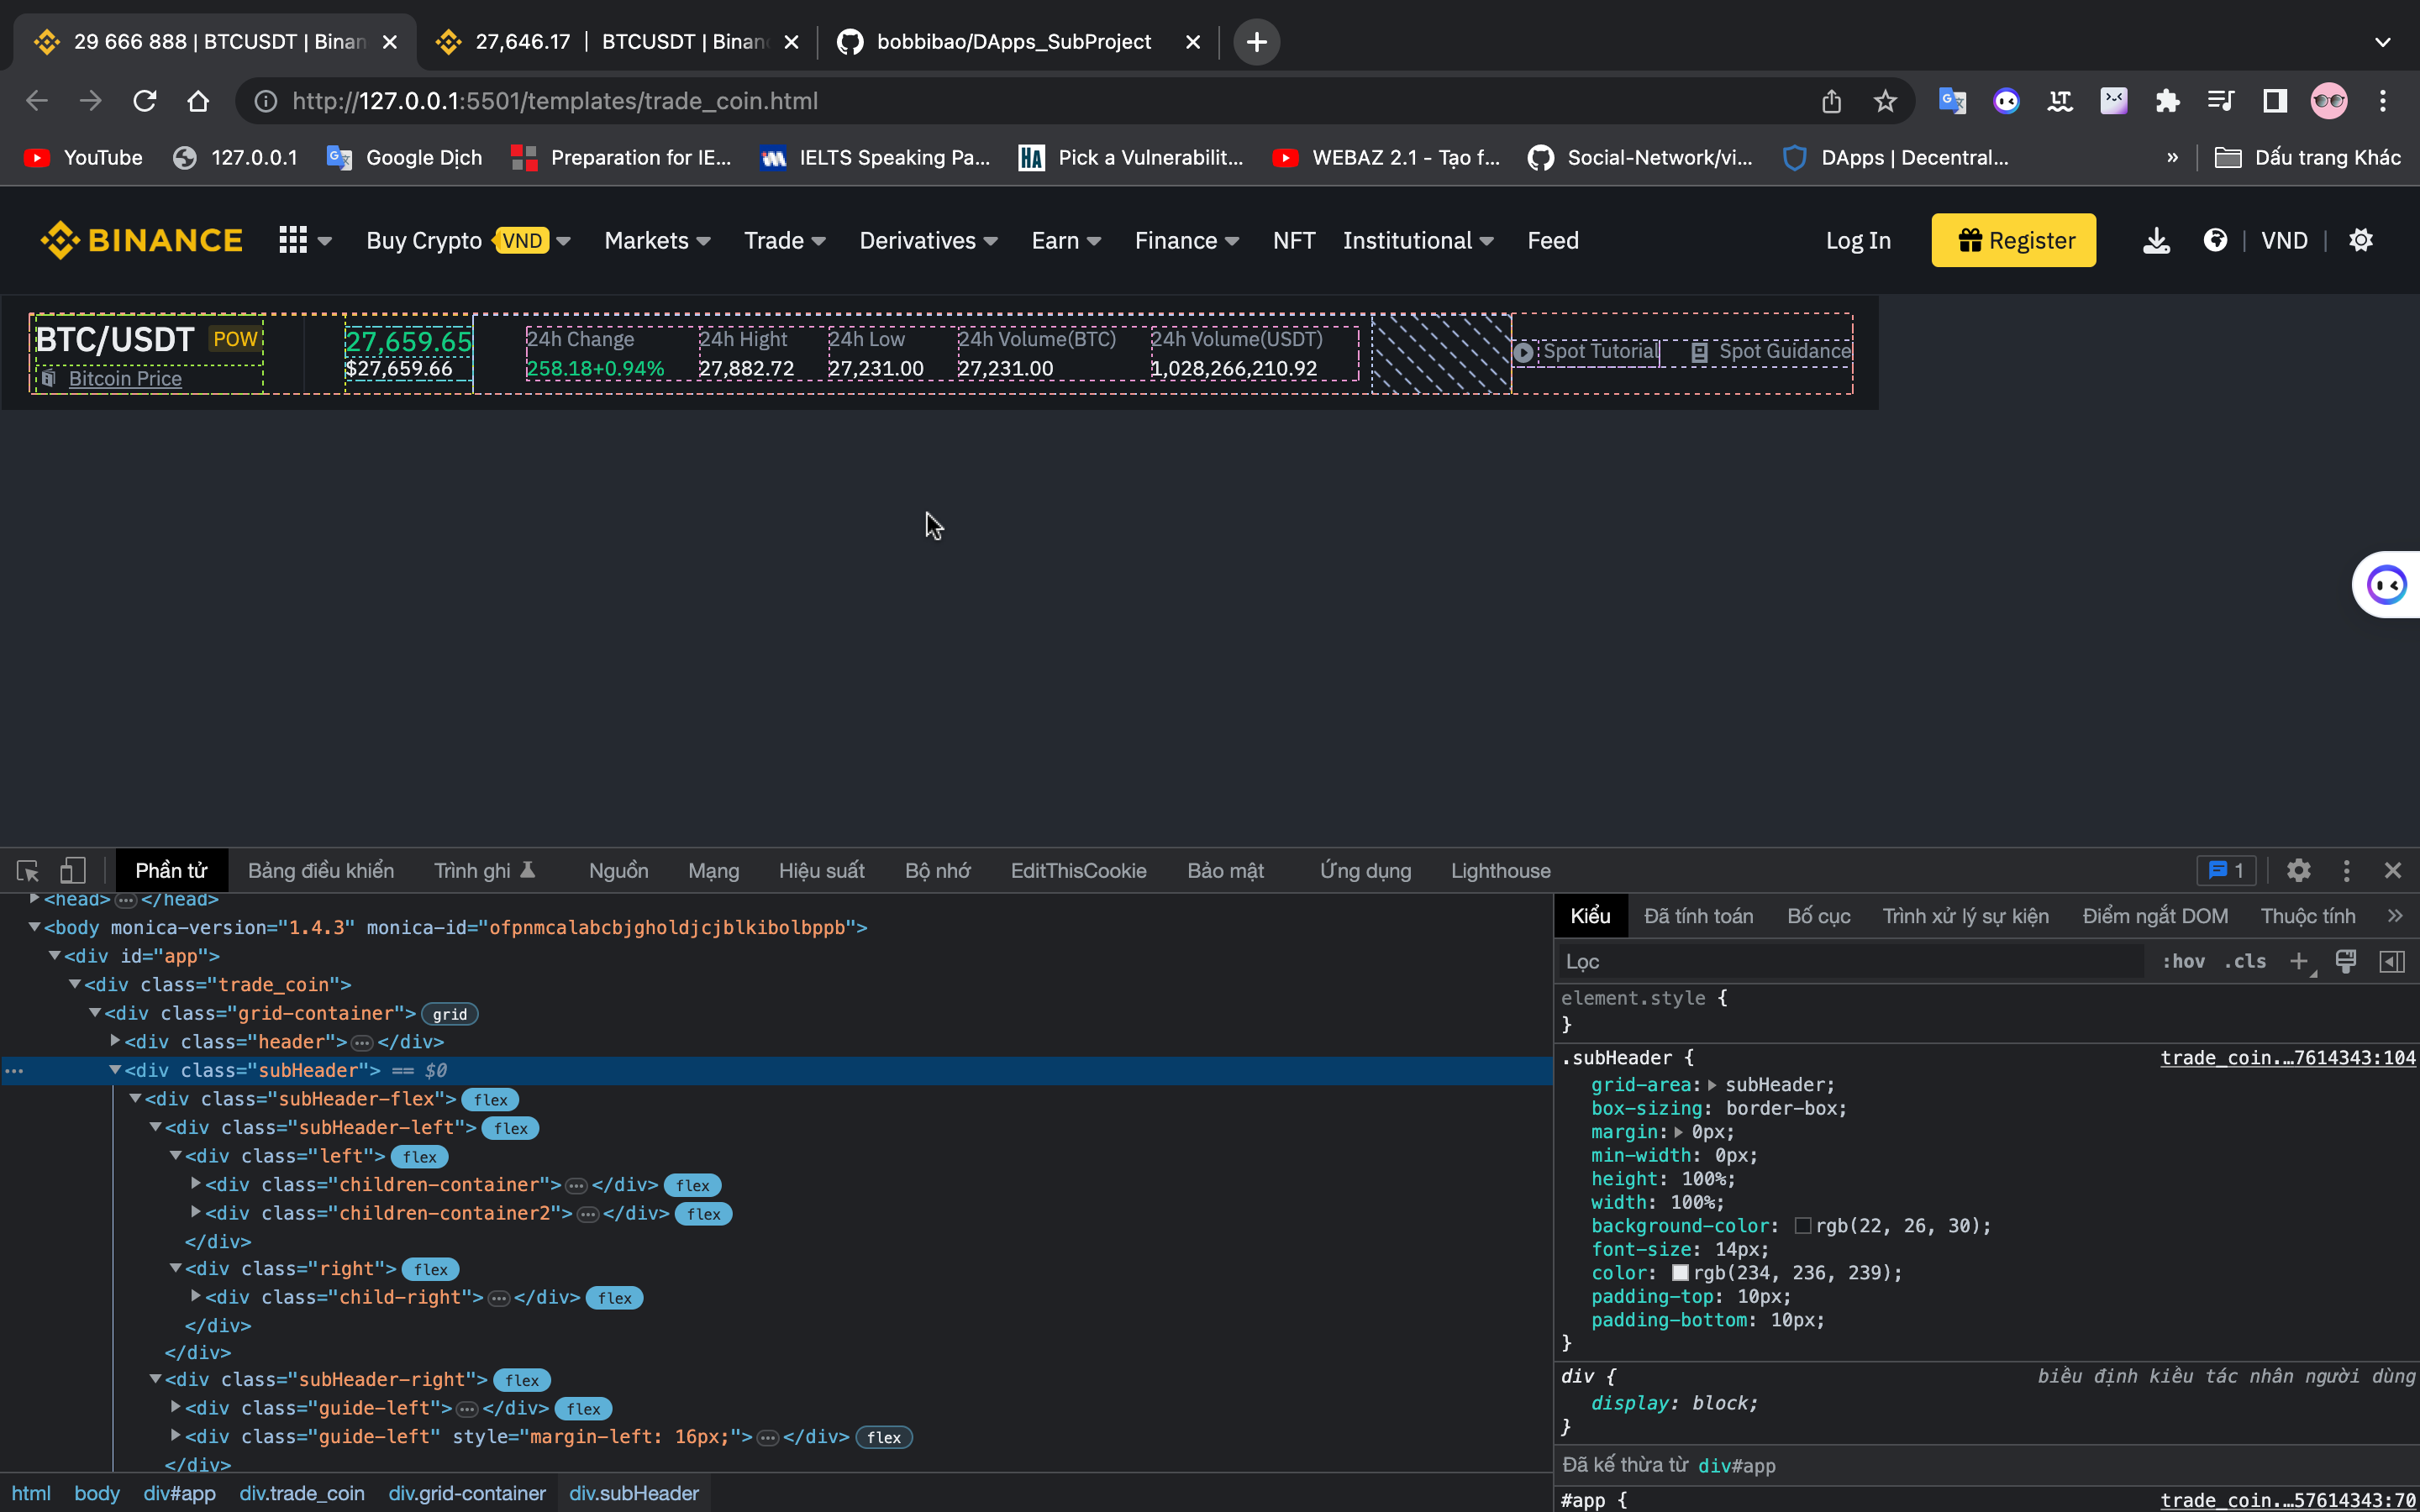 29 666 888 | BTCUSDT | Binan
27,646.17 | BTCUSDT | Binanc
bobbibao/DApps_SubProject
http://127.0.0.1:5501/templates/trade_coin.html
YouTube
127.0.0.1
Google Dịch
Preparation for IE...
IELTS Speaking Pa...
Pick a Vulnerabilit...
WEBAZ 2.1 - Tạo f...
Social-Network/vi...
DApps | Decentral...
»
Dấu trang Khác
BINANCE
Buy Crypto VND
Markets
Trade
Derivatives
Earn
Finance
NFT
Institutional
Feed
Log In
Register
VND
BTC/USDT POW
Bitcoin Price
27,659.65
$27,659.66
24h Change
258.18+0.94%
24h Hight
27,882.72
24h Low
27,231.00
24h Volume(BTC)
27,231.00
24h Volume(USDT)
1,028,266,210.92
Spot Tutorial
Spot Guidance
Phần tử
Bảng điều khiển
Trình ghi
Nguồn
Mạng
Hiệu suất
Bộ nhớ
EditThisCookie
Bảo mật
Ứng dụng
Lighthouse
1
<head> ... </head>
<body monica-version="1.4.3" monica-id="ofpnmcalabcbjgholdjcjblkibolbppb">
<div id="app">
<div class="trade_coin">
<div class="grid-container"> grid
<div class="header"> ... </div>
... <div class="subHeader"> == $0
<div class="subHeader-flex"> flex
<div class="subHeader-left"> flex
<div class="left"> flex
<div class="children-container"> ... </div> flex
<div class="children-container2"> ... </div> flex
</div>
<div class="right"> flex
<div class="child-right"> ... </div> flex
</div>
</div>
<div class="subHeader-right"> flex
<div class="guide-left"> ... </div> flex
<div class="guide-left" style="margin-left: 16px;"> ... </div> flex
</div>
html body div#app div.trade_coin div.grid-container div.subHeader
Kiểu
Đã tính toán
Bố cục
Trình xử lý sự kiện
Điểm ngắt DOM
Thuộc tính
»
Lọc
:hov .cls +
element.style {
}
.subHeader { trade_coin.…7614343:104
grid-area: subHeader;
box-sizing: border-box;
margin: 0px;
min-width: 0px;
height: 100%;
width: 100%;
background-color: rgb(22, 26, 30);
font-size: 14px;
color: rgb(234, 236, 239);
padding-top: 10px;
padding-bottom: 10px;
}
div { biểu định kiểu tác nhân người dùng
display: block;
}
Đã kế thừa từ div#app
#app { trade_coin.…57614343:70